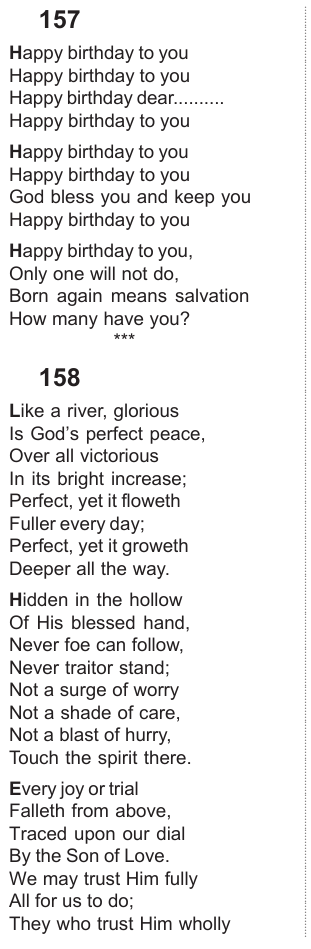 157
Happy birthday to you
Happy birthday to you
Happy birthday dear..........
Happy birthday to you
Happy birthday to you
Happy birthday to you
God bless you and keep you
Happy birthday to you
Happy birthday to you,
Only one will not do,
Born again means salvation
How many have you?
***
158
Like a river, glorious
Is God's perfect peace,
Over all victorious
In its bright increase;
Perfect, yet it floweth
Fuller every day;
Perfect, yet it groweth
Deeper all the way.
Hidden in the hollow
Of His blessed hand,
Never foe can follow,
Never traitor stand;
Not a surge of worry
Not a shade of care,
Not a blast of hurry,
Touch the spirit there.
Every joy or trial
Falleth from above,
Traced upon our dial
By the Son of Love.
We may trust Him fully
All for us to do;
They who trust Him wholly